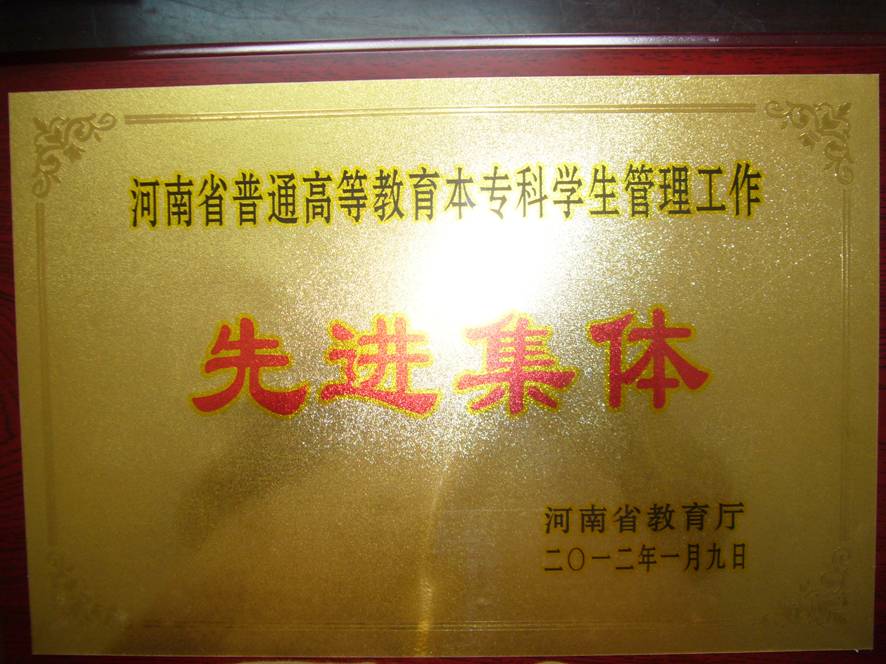 河南省普通高等教育本专科学生管理工作
先进集体
河南省教育厅
二〇一二年一月九日